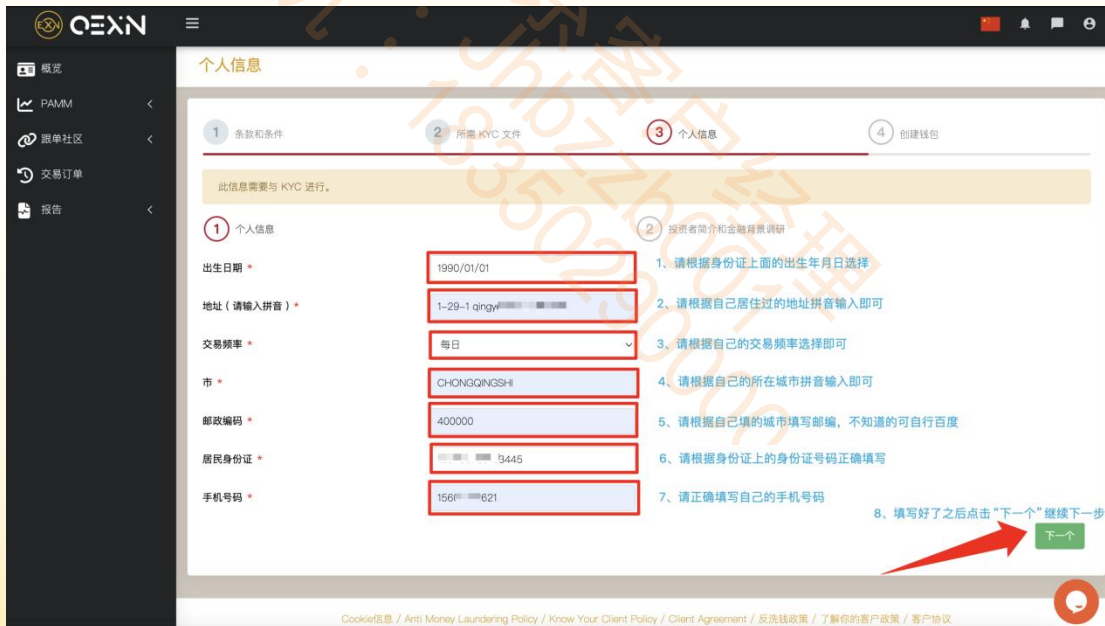 OEXN
概览
PAMM
跟单社区
交易订单
报告
个人信息
1 条款和条件
2 所需 KYC 文件
3 个人信息
4 创建钱包
此信息需要与 KYC 进行。
1 个人信息
2 投资者简介和金融背景调研
出生日期 * 1990/01/01 1、请根据身份证上面的出生年月日选择
地址（请输入拼音）* 1-29-1 qingy 2、请根据自己居住过的地址拼音输入即可
交易频率 * 每日 3、请根据自己的交易频率选择即可
市 * CHONGQINGSHI 4、请根据自己的所在城市拼音输入即可
邮政编码 * 400000 5、请根据自己填的城市填写邮编，不知道的可自行百度
居民身份证 * 3445 6、请根据身份证上的身份证号码正确填写
手机号码 * 156 621 7、请正确填写自己的手机号码
8、填写好了之后点击“下一个”继续下一步
下一个
Cookie信息 / Anti Money Laundering Policy / Know Your Client Policy / Client Agreement / 反洗钱政策 / 了解你的客户政策 / 客户协议